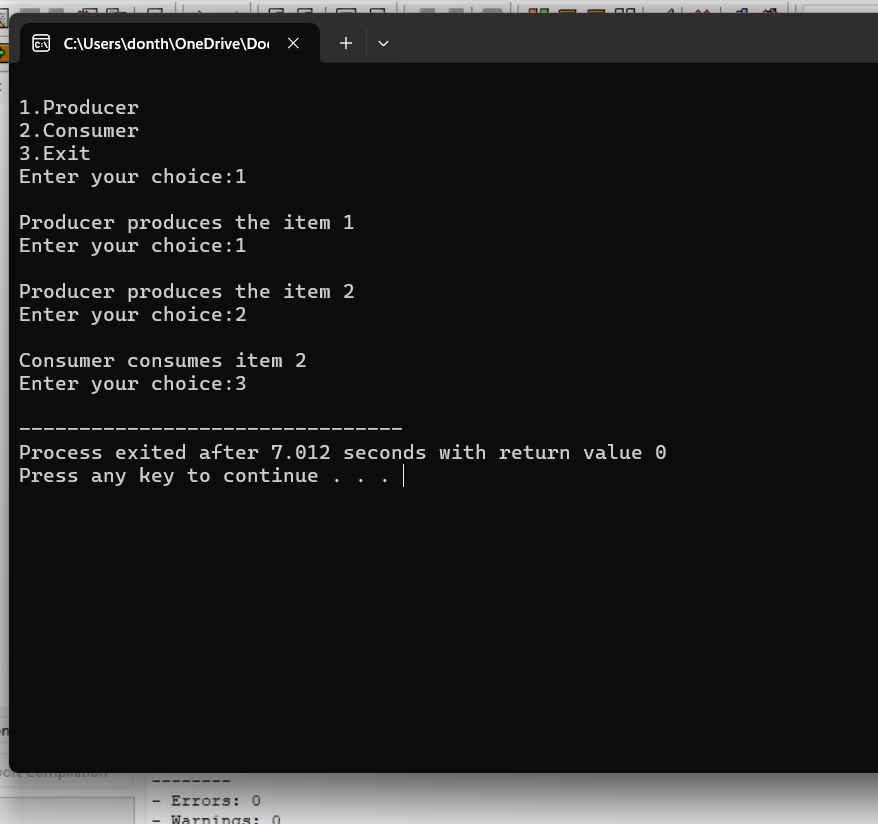 C:\Users\donth\OneDrive\Do
1.Producer
2.Consumer
3.Exit
Enter your choice:1
Producer produces the item 1
Enter your choice:1
Producer produces the item 2
Enter your choice:2
Consumer consumes item 2
Enter your choice:3
--------------------------------
Process exited after 7.012 seconds with return value 0
Press any key to continue . . .
--------
- Errors: 0
- Warnings: 0